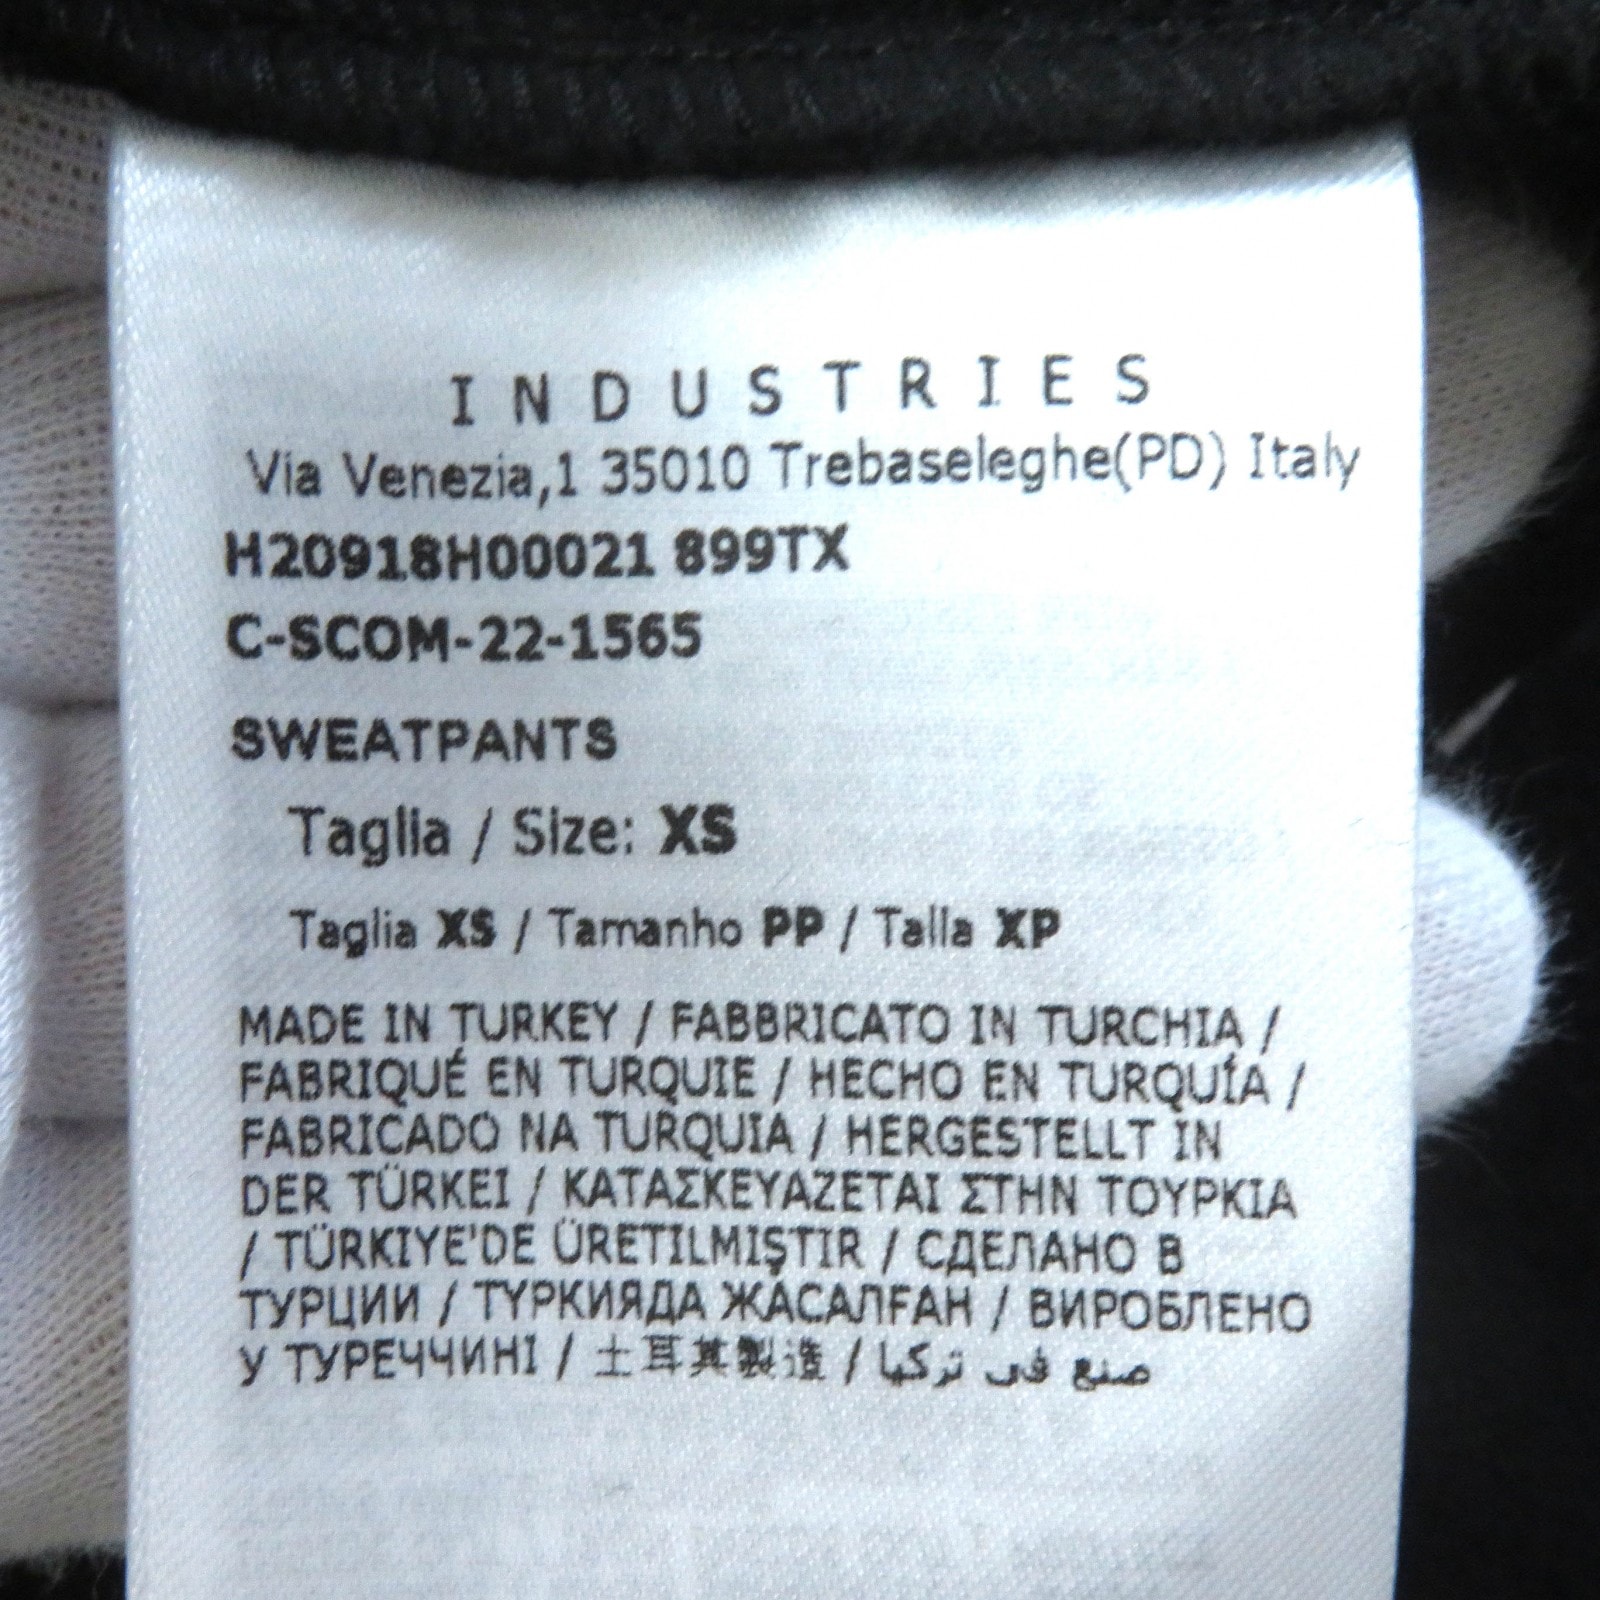 INDUSTRIES
Via Venezia,1 35010 Trebaseleghe(PD) Italy
H20918H00021 899TX
C-SCOM-22-1565
SWEATPANTS
Taglia / Size: XS
Taglia XS / Tamanho PP / Talla XP
MADE IN TURKEY / FABBRICATO IN TURCHIA /
FABRIQUÉ EN TURQUIE / HECHO EN TURQUÍA /
FABRICADO NA TURQUIA / HERGESTELLT IN
DER TÜRKEI / ΚΑΤΑΣΚΕΥΑΖΕΤΑΙ ΣΤΗΝ ΤΟΥΡΚΙΑ
/ TÜRKIYE'DE ÜRETILMIŞTIR / СДЕЛАНО В
ТУРЦИИ / ТҮРКИЯДА ЖАСАЛҒАН / ВИРОБЛЕНО
У ТУРЕЧЧИНІ / 土耳其製造 / صنع في تركيا